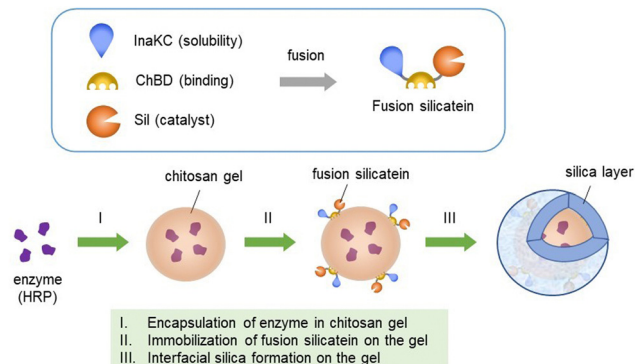 InaKC (solubility)
ChBD (binding)
Sil (catalyst)
fusion
Fusion silicatein
chitosan gel
fusion silicatein
silica layer
I
II
III
enzyme
(HRP)
I. Encapsulation of enzyme in chitosan gel
II. Immobilization of fusion silicatein on the gel
III. Interfacial silica formation on the gel